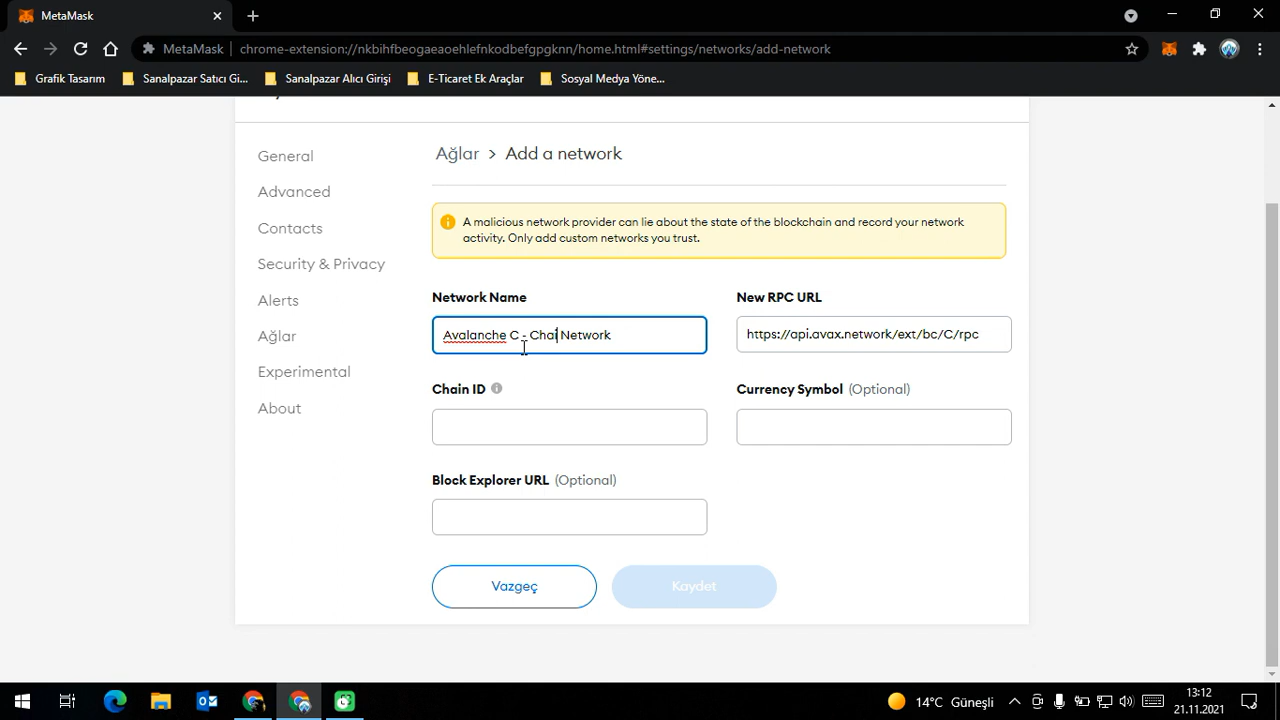 MetaMask
MetaMask
chrome-extension://nkbihfbeogaeaoehlefnkodbefgpgknn/home.html#settings/networks/add-network
Grafik Tasarım
Sanalpazar Satıcı Gi...
Sanalpazar Alıcı Girişi
E-Ticaret Ek Araçlar
Sosyal Medya Yöne...
General
Advanced
Contacts
Security & Privacy
Alerts
Ağlar
Experimental
About
Ağlar > Add a network
A malicious network provider can lie about the state of the blockchain and record your network
activity. Only add custom networks you trust.
Network Name
Avalanche C - Chai Network
New RPC URL
https://api.avax.network/ext/bc/C/rpc
Chain ID
Currency Symbol (Optional)
Block Explorer URL (Optional)
Vazgeç
Kaydet
14°C Güneşli
13:12
21.11.2021